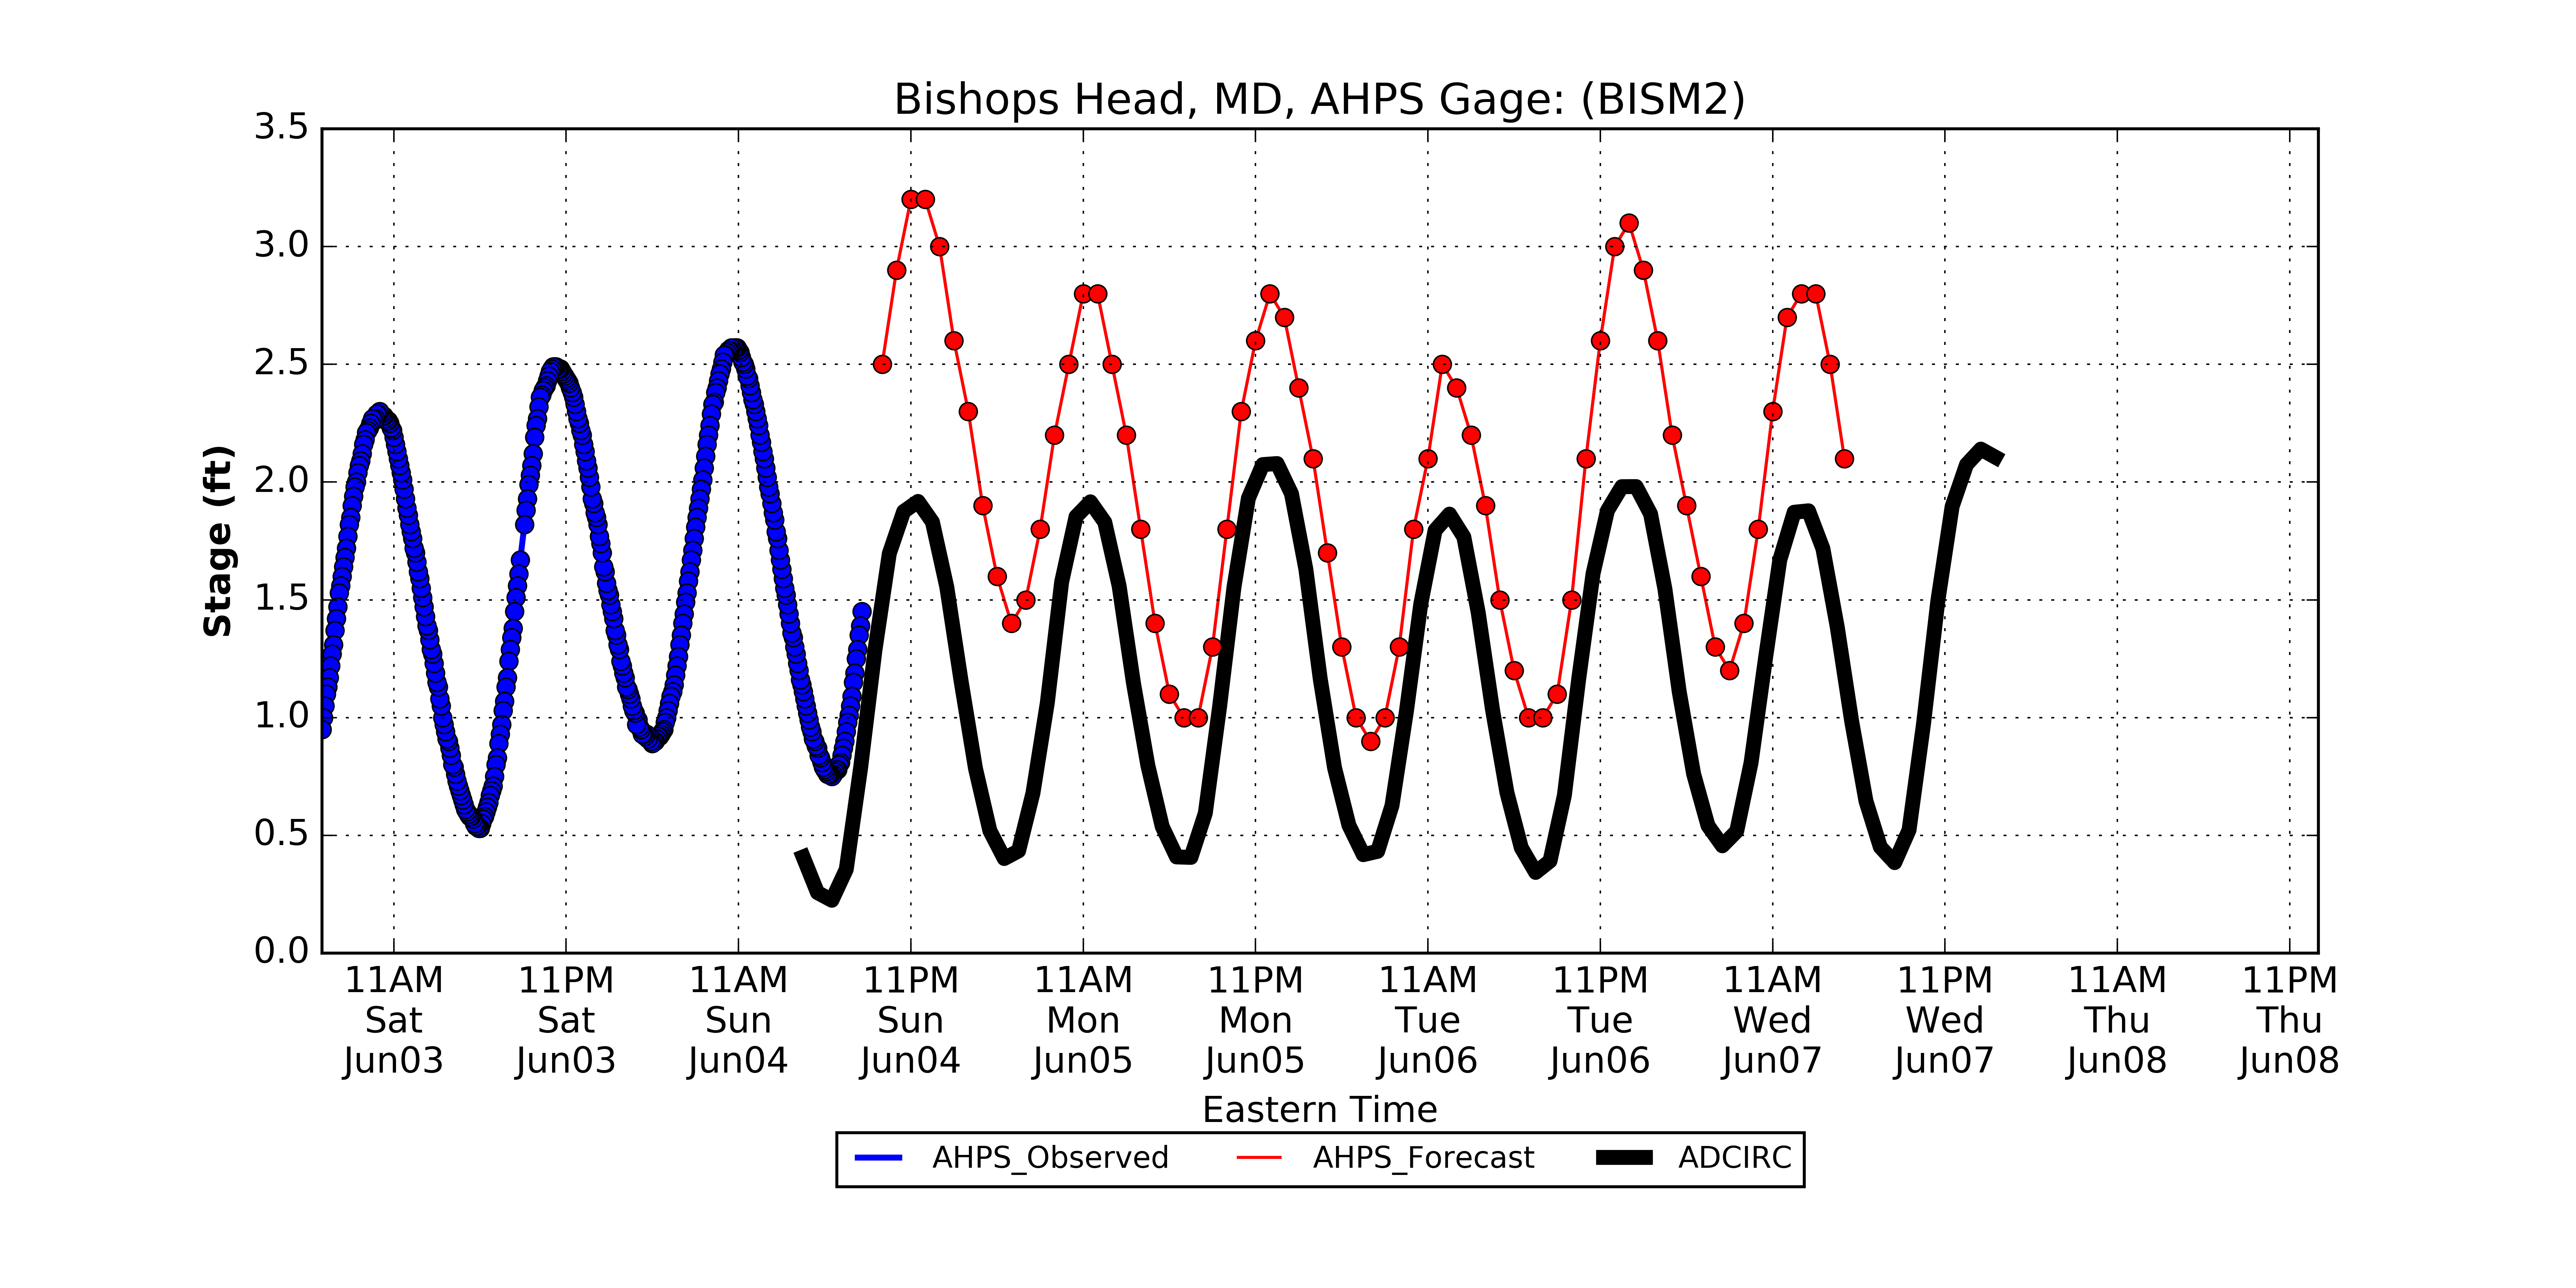 Bishops Head, MD, AHPS Gage: (BISM2)
3.5
3.0
2.5
2.0
1.5
1.0
0.5
0.0
Stage (ft)
11AM 11PM 11AM 11PM 11AM 11PM 11AM 11PM 11AM 11PM 11AM 11PM
Sat Sat Sun Sun Mon Mon Tue Tue Wed Wed Thu Thu
Jun03 Jun03 Jun04 Jun04 Jun05 Jun05 Jun06 Jun06 Jun07 Jun07 Jun08 Jun08
Eastern Time
AHPS_Observed AHPS_Forecast ADCIRC